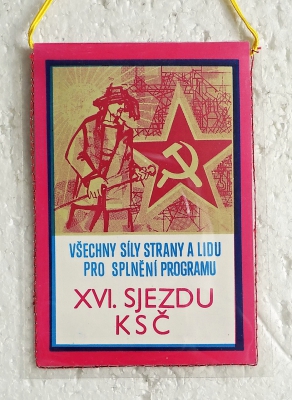 VŠECHNY SÍLY STRANY A LIDU
PRO SPLNĚNÍ PROGRAMU
XVI. SJEZDU
KSČ